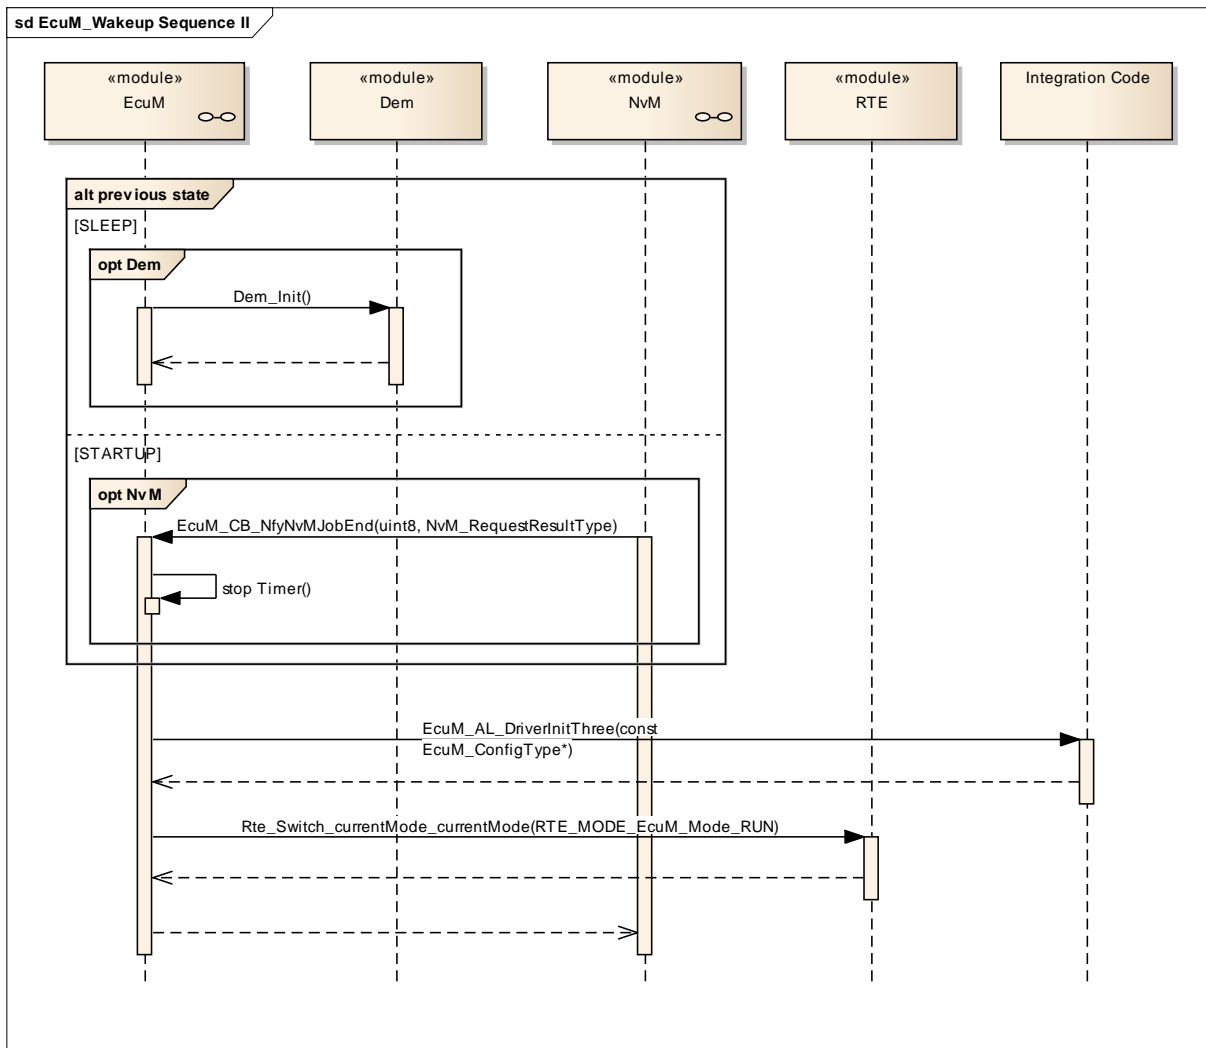 sd EcuM_Wakeup Sequence II
«module»
EcuM
«module»
Dem
«module»
NvM
«module»
RTE
Integration Code
alt previous state
[SLEEP]
opt Dem
Dem_Init()
[STARTUP]
opt NvM
EcuM_CB_NfyNvMJobEnd(uint8, NvM_RequestResultType)
stop Timer()
EcuM_AL_DriverInitThree(const
EcuM_ConfigType*)
Rte_Switch_currentMode_currentMode(RTE_MODE_EcuM_Mode_RUN)